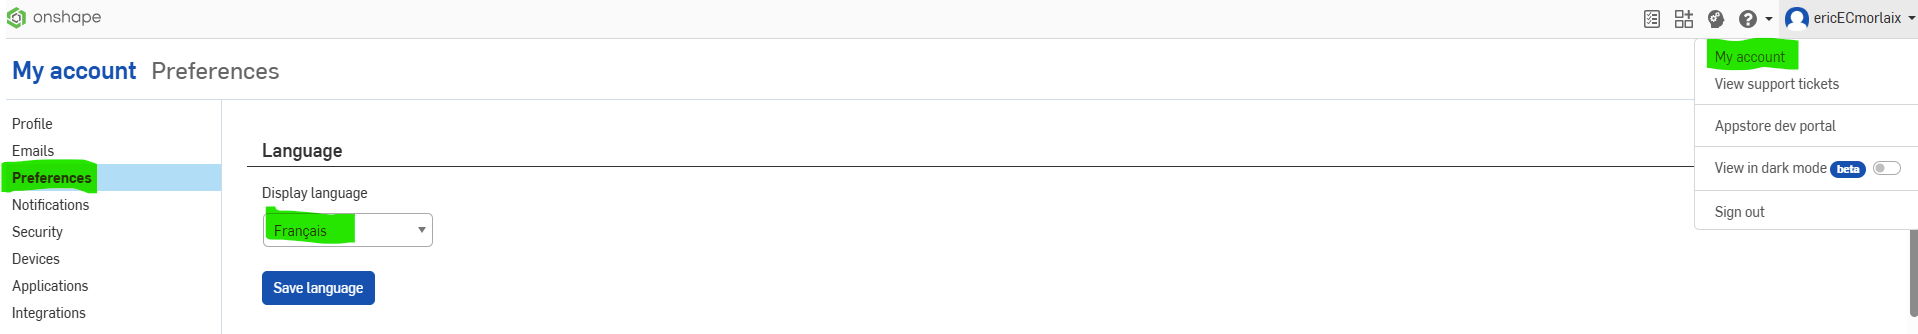 onshape
ericECmorlaix
My account Preferences
My account
View support tickets
Appstore dev portal
View in dark mode beta
Sign out
Profile
Emails
Preferences
Notifications
Security
Devices
Applications
Integrations
Language
Display language
Français
Save language